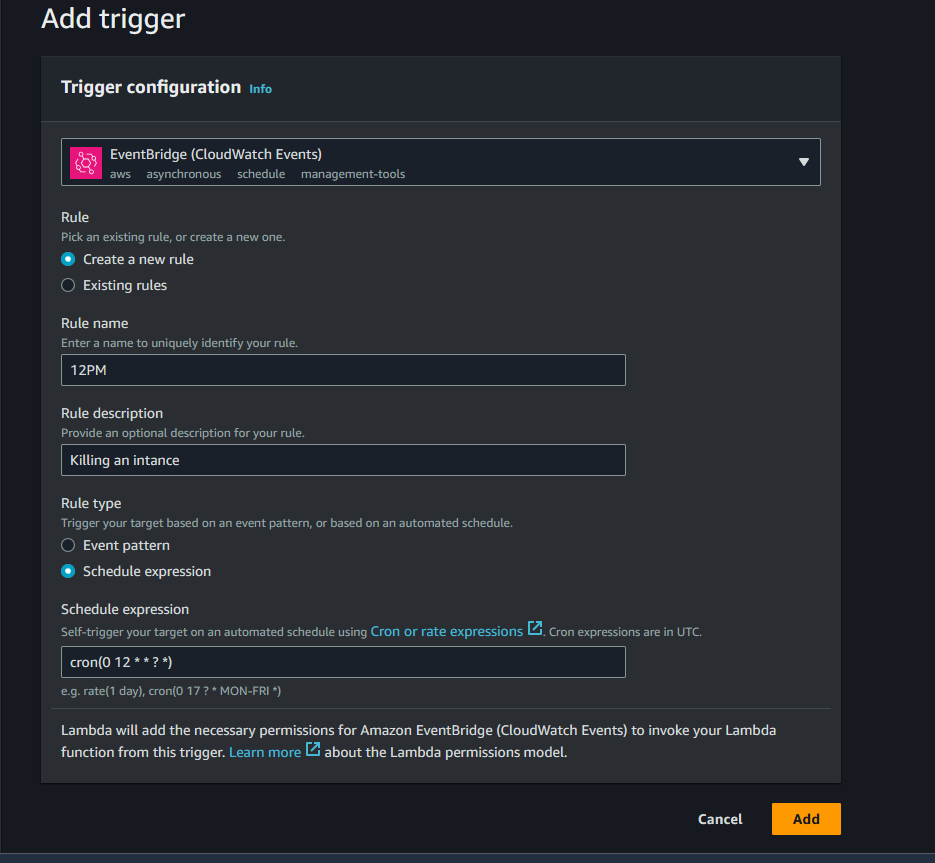 Add trigger
Trigger configuration Info
EventBridge (CloudWatch Events)
aws asynchronous schedule management-tools
Rule
Pick an existing rule, or create a new one.
Create a new rule
Existing rules
Rule name
Enter a name to uniquely identify your rule.
12PM
Rule description
Provide an optional description for your rule.
Killing an intance
Rule type
Trigger your target based on an event pattern, or based on an automated schedule.
Event pattern
Schedule expression
Schedule expression
Self-trigger your target on an automated schedule using Cron or rate expressions. Cron expressions are in UTC.
cron(0 12 * * ? *)
e.g. rate(1 day), cron(0 17 ? * MON-FRI *)
Lambda will add the necessary permissions for Amazon EventBridge (CloudWatch Events) to invoke your Lambda
function from this trigger. Learn more about the Lambda permissions model.
Cancel Add